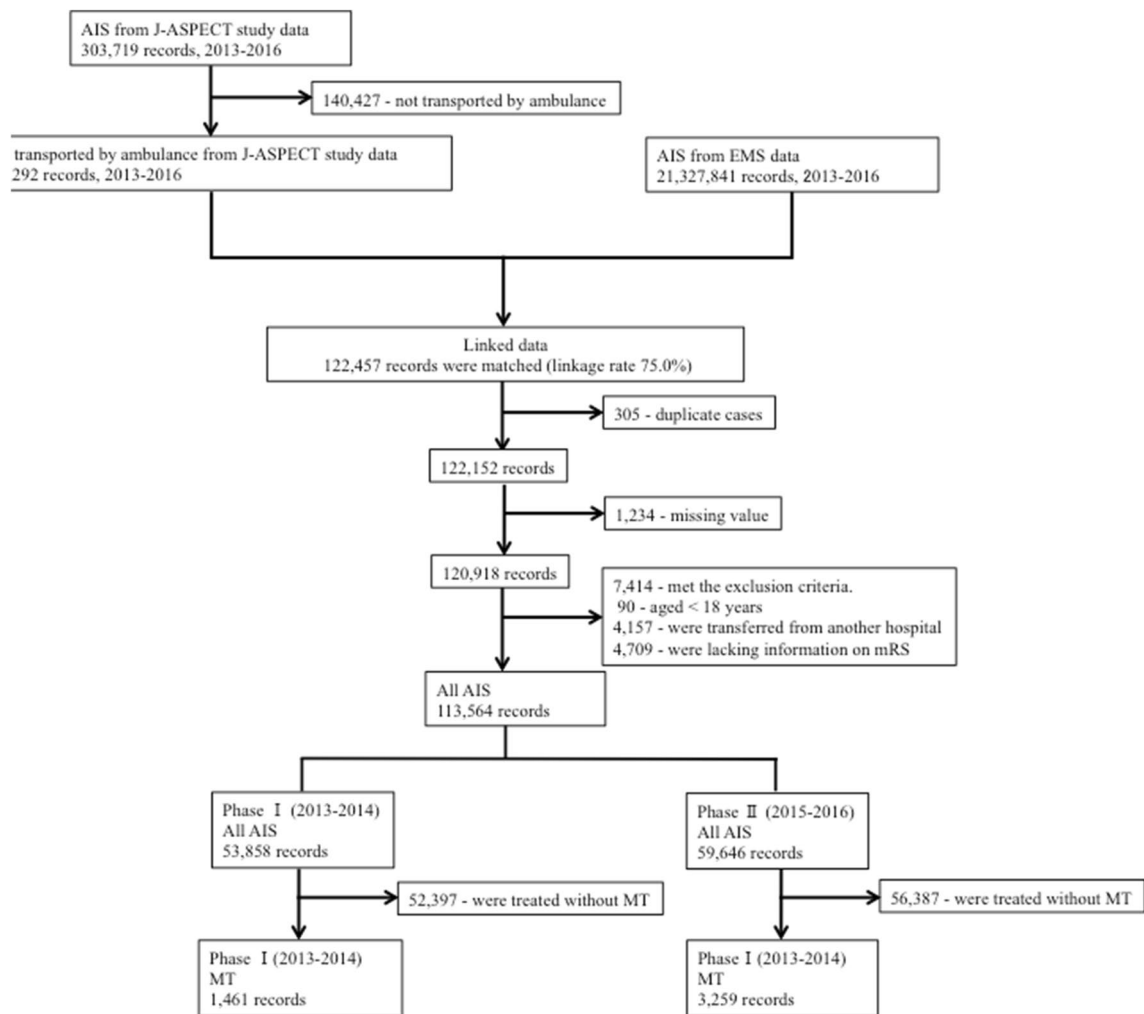 AIS from J-ASPECT study data
303,719 records, 2013-2016
140,427 - not transported by ambulance
transported by ambulance from J-ASPECT study data
292 records, 2013-2016
AIS from EMS data
21,327,841 records, 2013-2016
Linked data
122,457 records were matched (linkage rate 75.0%)
305 - duplicate cases
122,152 records
1,234 - missing value
120,918 records
7,414 - met the exclusion criteria.
90 - aged < 18 years
4,157 - were transferred from another hospital
4,709 - were lacking information on mRS
All AIS
113,564 records
Phase Ⅰ (2013-2014)
All AIS
53,858 records
Phase Ⅱ (2015-2016)
All AIS
59,646 records
52,397 - were treated without MT
56,387 - were treated without MT
Phase Ⅰ (2013-2014)
MT
1,461 records
Phase Ⅰ (2013-2014)
MT
3,259 records